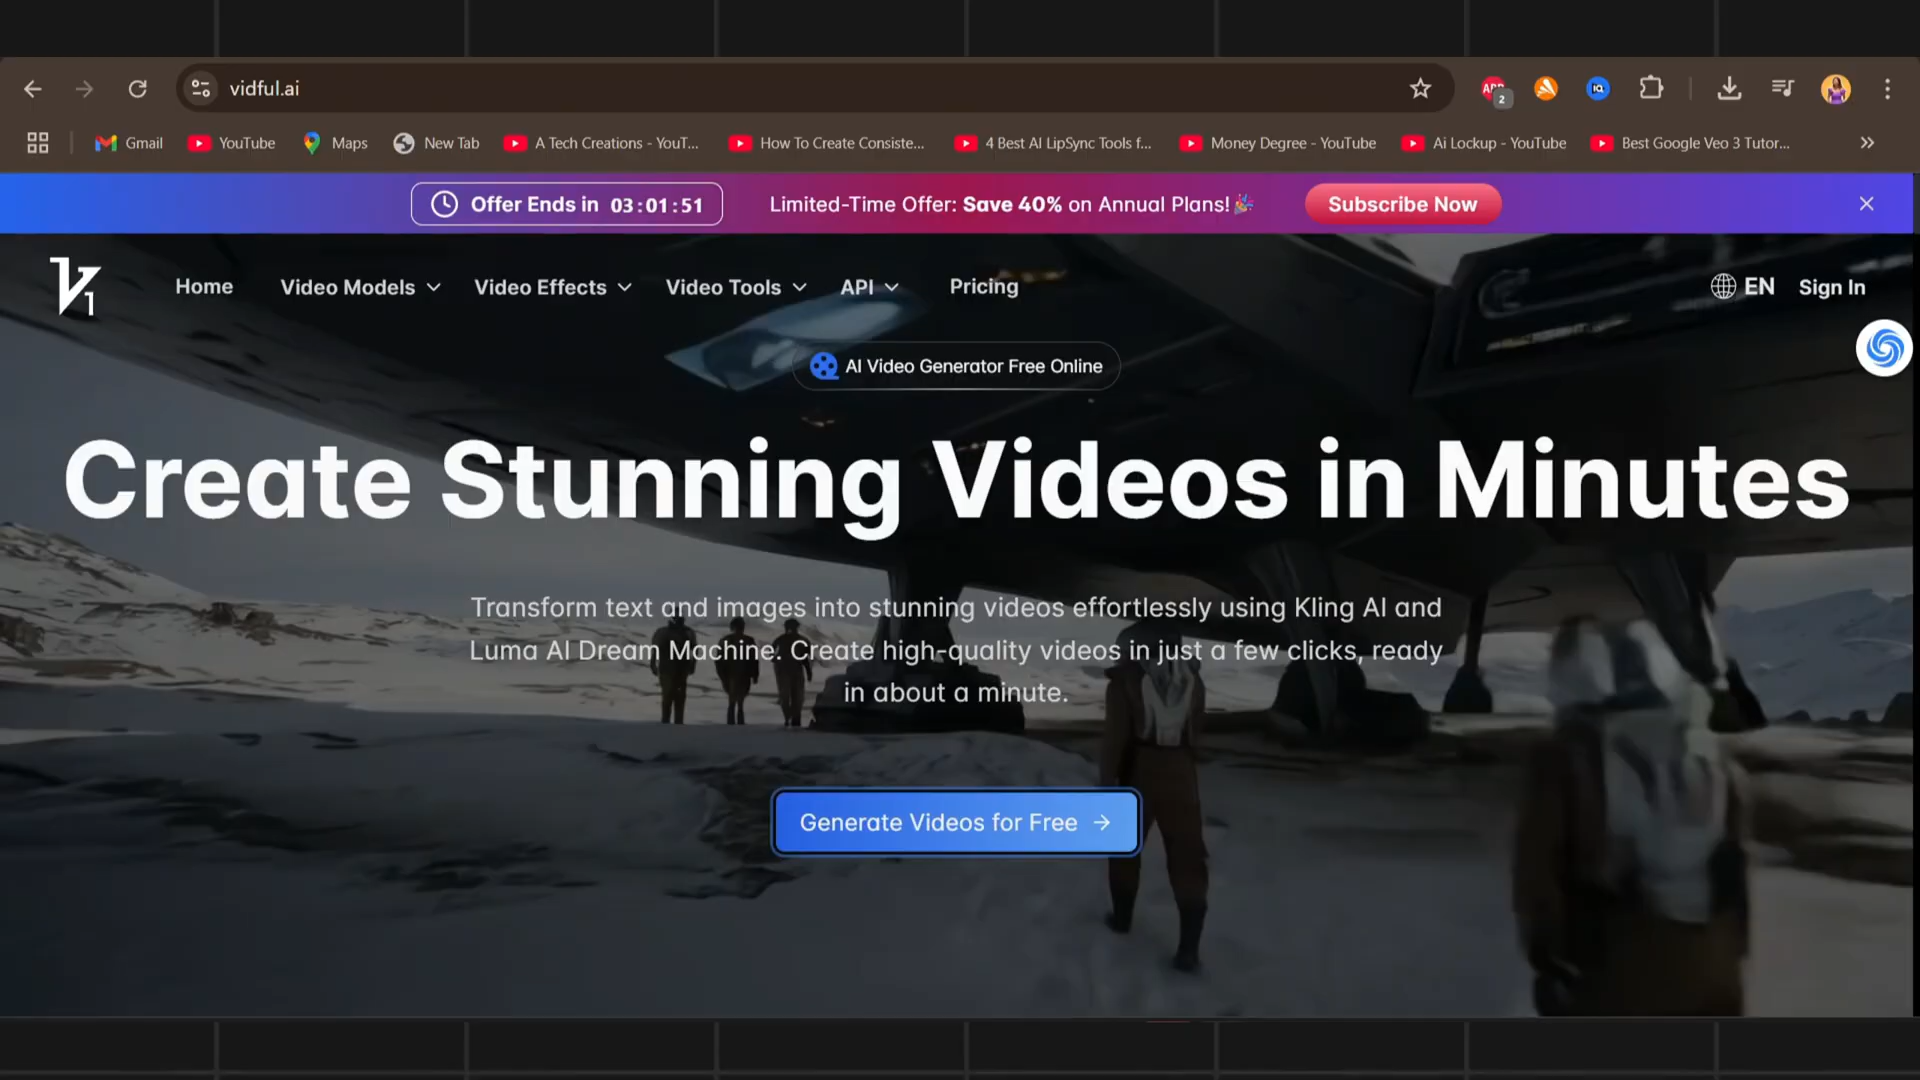 vidful.ai
ABP
2
IQ
Gmail
YouTube
Maps
New Tab
A Tech Creations - YouT...
How To Create Consiste...
4 Best AI LipSync Tools f...
Money Degree - YouTube
Ai Lockup - YouTube
Best Google Veo 3 Tutor...
Offer Ends in 03:01:51
Limited-Time Offer: Save 40% on Annual Plans!🎉
Subscribe Now
V1
Home
Video Models
Video Effects
Video Tools
API
Pricing
EN
Sign In
AI Video Generator Free Online
Create Stunning Videos in Minutes
Transform text and images into stunning videos effortlessly using Kling AI and
Luma AI Dream Machine. Create high-quality videos in just a few clicks, ready
in about a minute.
Generate Videos for Free →